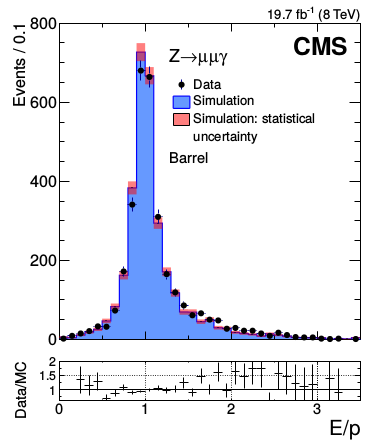 19.7 fb⁻¹ (8 TeV)
CMS
Events / 0.1
800
600
400
200
0
Z→μμγ
Data
Simulation
Simulation: statistical
uncertainty
Barrel
Data/MC
2
1.5
1
0
1
2
3
E/p